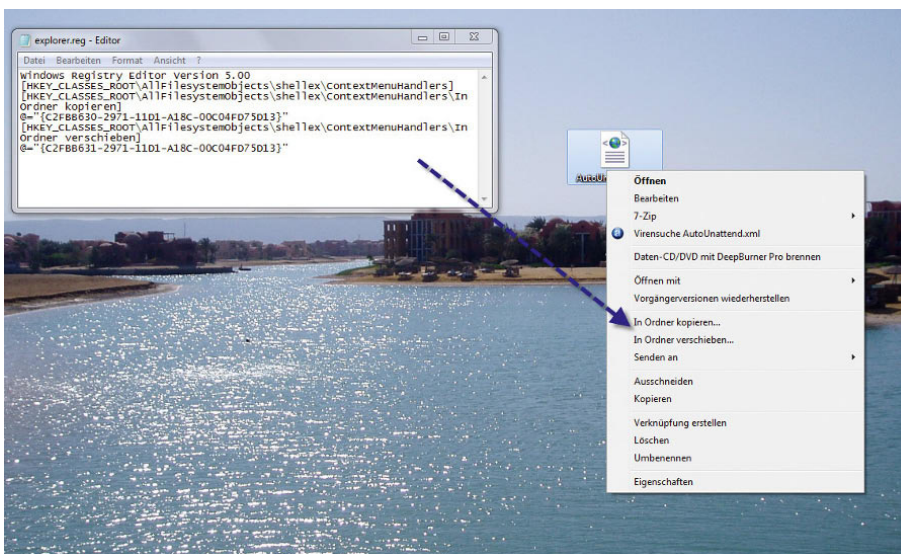 explorer.reg - Editor
Datei Bearbeiten Format Ansicht ?
Windows Registry Editor Version 5.00
[HKEY_CLASSES_ROOT\AllFilesystemObjects\shellex\ContextMenuHandlers]
[HKEY_CLASSES_ROOT\AllFilesystemObjects\shellex\ContextMenuHandlers\In
Ordner kopieren]
@="{C2FBB630-2971-11D1-A18C-00C04FD75D13}"
[HKEY_CLASSES_ROOT\AllFilesystemObjects\shellex\ContextMenuHandlers\In
Ordner verschieben]
@="{C2FBB631-2971-11D1-A18C-00C04FD75D13}"
Öffnen
Bearbeiten
7-Zip
Virensuche AutoUnattend.xml
Daten-CD/DVD mit DeepBurner Pro brennen
Öffnen mit
Vorgängerversionen wiederherstellen
In Ordner kopieren...
In Ordner verschieben...
Senden an
Ausschneiden
Kopieren
Verknüpfung erstellen
Löschen
Umbenennen
Eigenschaften